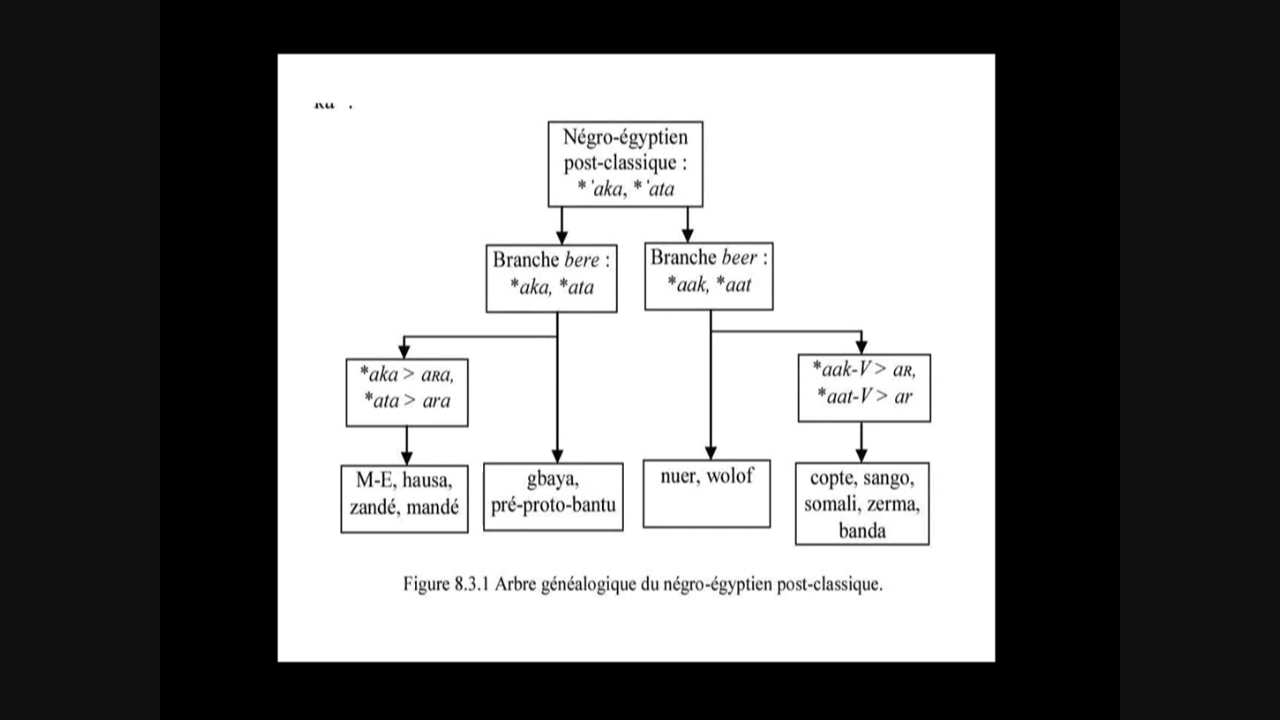 Négro-égyptien
post-classique :
*ˈaka, *ˈata
Branche bere :
*aka, *ata
Branche beer :
*aak, *aat
*aka > aʀa,
*ata > ara
*aak-V > aʀ,
*aat-V > ar
M-E, hausa,
zandé, mandé
gbaya,
pré-proto-bantu
nuer, wolof
copte, sango,
somali, zerma,
banda
Figure 8.3.1 Arbre généalogique du négro-égyptien post-classique.